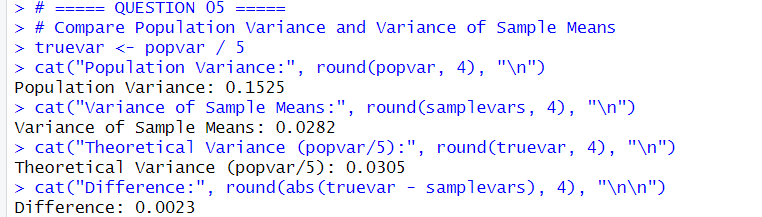 > # ===== QUESTION 05 =====
> # Compare Population Variance and Variance of Sample Means
> truevar <- popvar / 5
> cat("Population Variance:", round(popvar, 4), "\n")
Population Variance: 0.1525
> cat("Variance of Sample Means:", round(samplevars, 4), "\n")
Variance of Sample Means: 0.0282
> cat("Theoretical Variance (popvar/5):", round(truevar, 4), "\n")
Theoretical Variance (popvar/5): 0.0305
> cat("Difference:", round(abs(truevar - samplevars), 4), "\n\n")
Difference: 0.0023